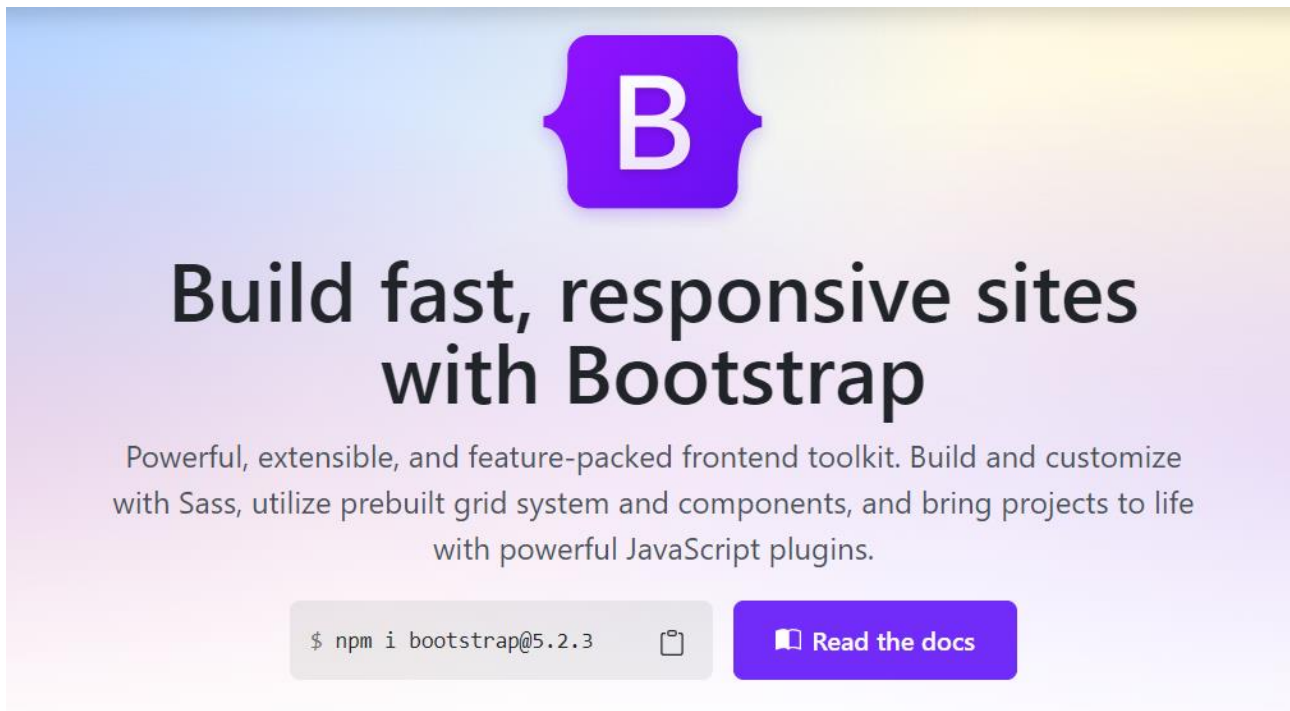 B
Build fast, responsive sites
with Bootstrap
Powerful, extensible, and feature-packed frontend toolkit. Build and customize
with Sass, utilize prebuilt grid system and components, and bring projects to life
with powerful JavaScript plugins.
$ npm i bootstrap@5.2.3
Read the docs